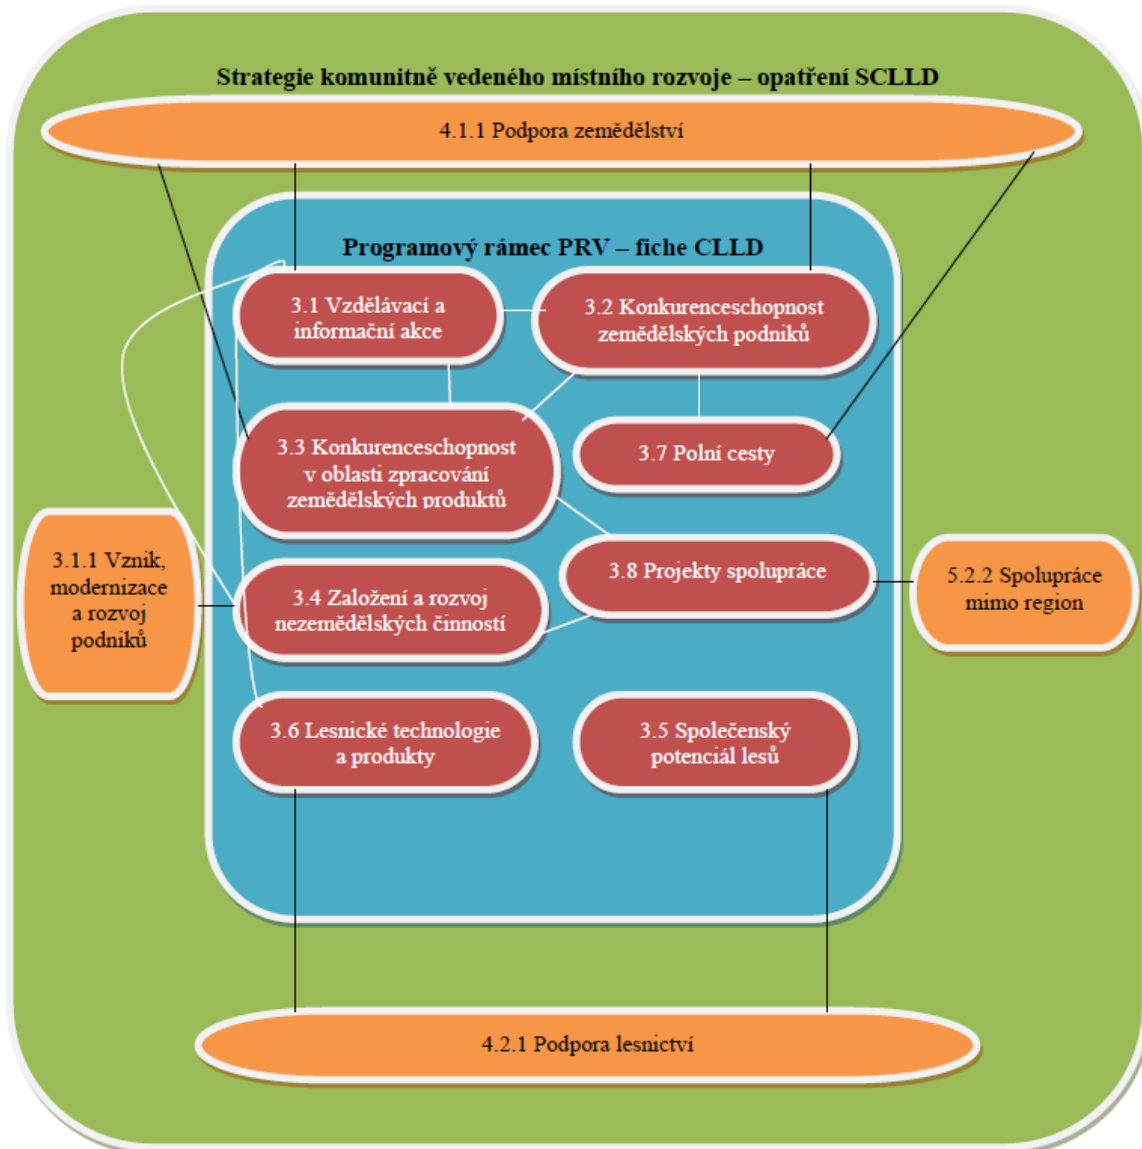 Strategie komunitně vedeného místního rozvoje – opatření SCLLD
4.1.1 Podpora zemědělství
Programový rámec PRV – fiche CLLD
3.1 Vzdělávací a
informační akce
3.2 Konkurenceschopnost
zemědělských podniků
3.3 Konkurenceschopnost
v oblasti zpracování
zemědělských produktů
3.7 Polní cesty
3.1.1 Vznik,
modernizace
a rozvoj
podniků
3.8 Projekty spolupráce
5.2.2 Spolupráce
mimo region
3.4 Založení a rozvoj
nezemědělských činností
3.6 Lesnické technologie
a produkty
3.5 Společenský
potenciál lesů
4.2.1 Podpora lesnictví